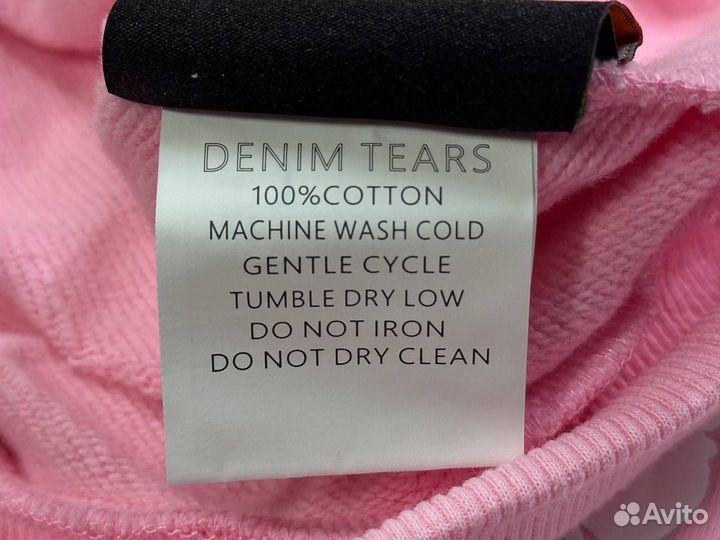 DENIM TEARS
100%COTTON
MACHINE WASH COLD
GENTLE CYCLE
TUMBLE DRY LOW
DO NOT IRON
DO NOT DRY CLEAN
Avito